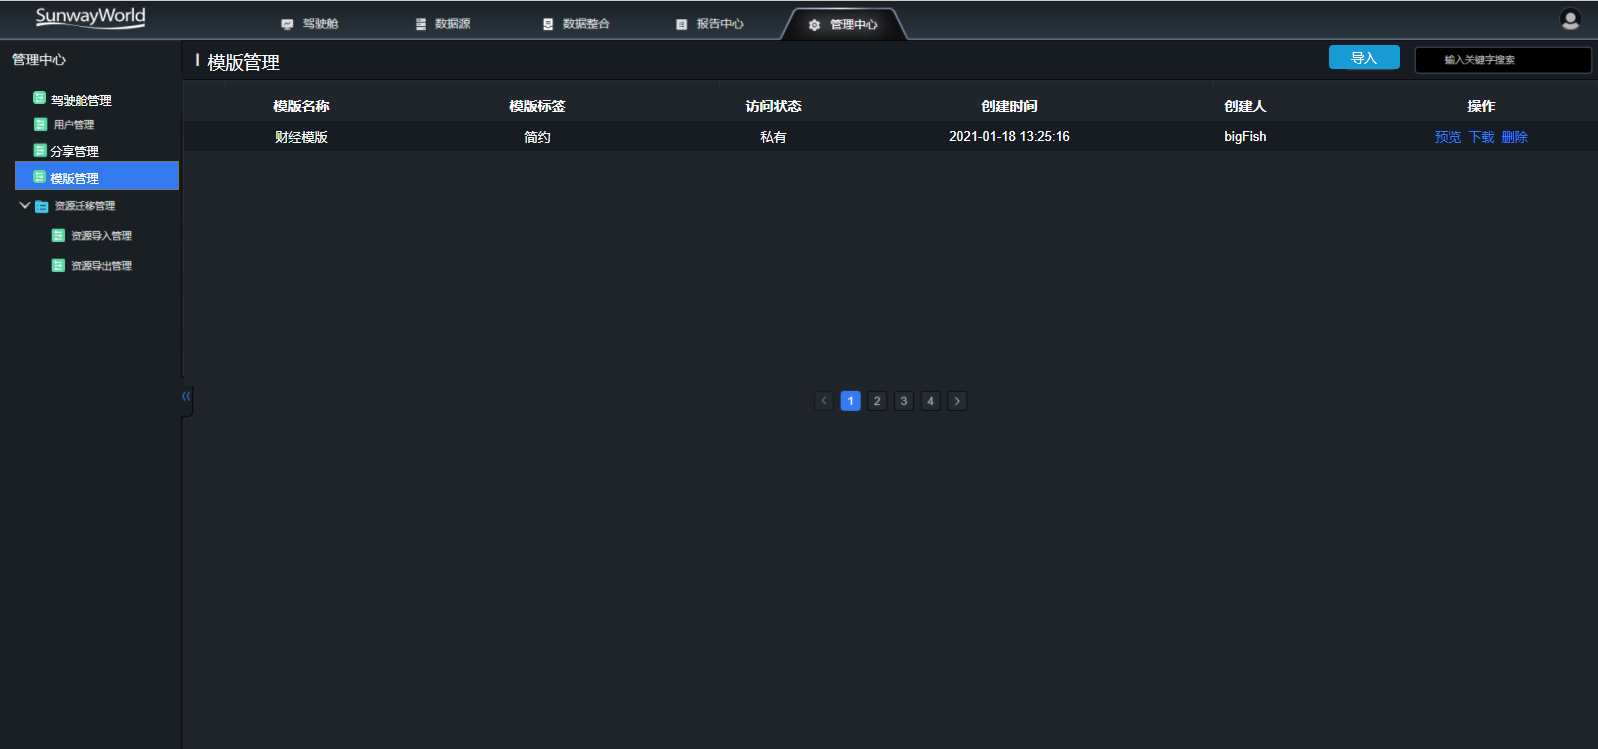 SunwayWorld
驾驶舱 数据源 数据整合 报告中心 管理中心
管理中心
驾驶舱管理
用户管理
分享管理
模版管理
资源迁移管理
资源导入管理
资源导出管理
模版管理 导入 输入关键字搜索
模版名称 模版标签 访问状态 创建时间 创建人 操作
财经模版 简约 私有 2021-01-18 13:25:16 bigFish 预览 下载 删除
< 1 2 3 4 >